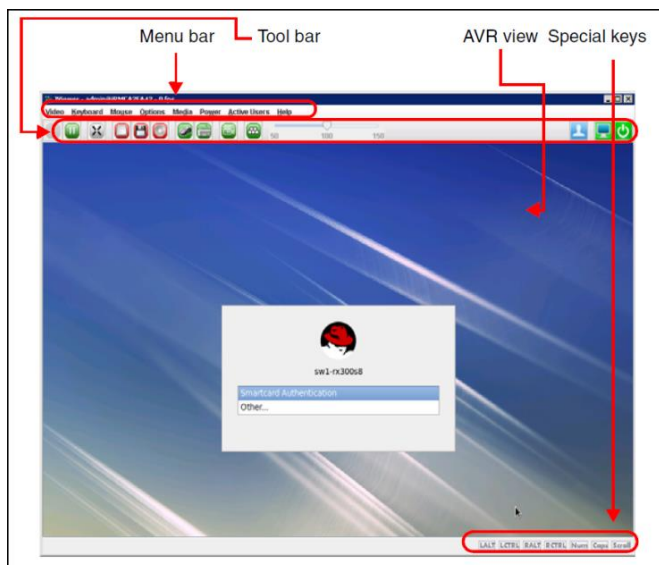 Menu bar Tool bar AVR view Special keys
Video Keyboard Mouse Options Media Power Active Users Help
50 100 150
sw1-rx300s8
Smartcard Authentication
Other...
LALT LCTRL RALT RCTRL Num Caps Scroll